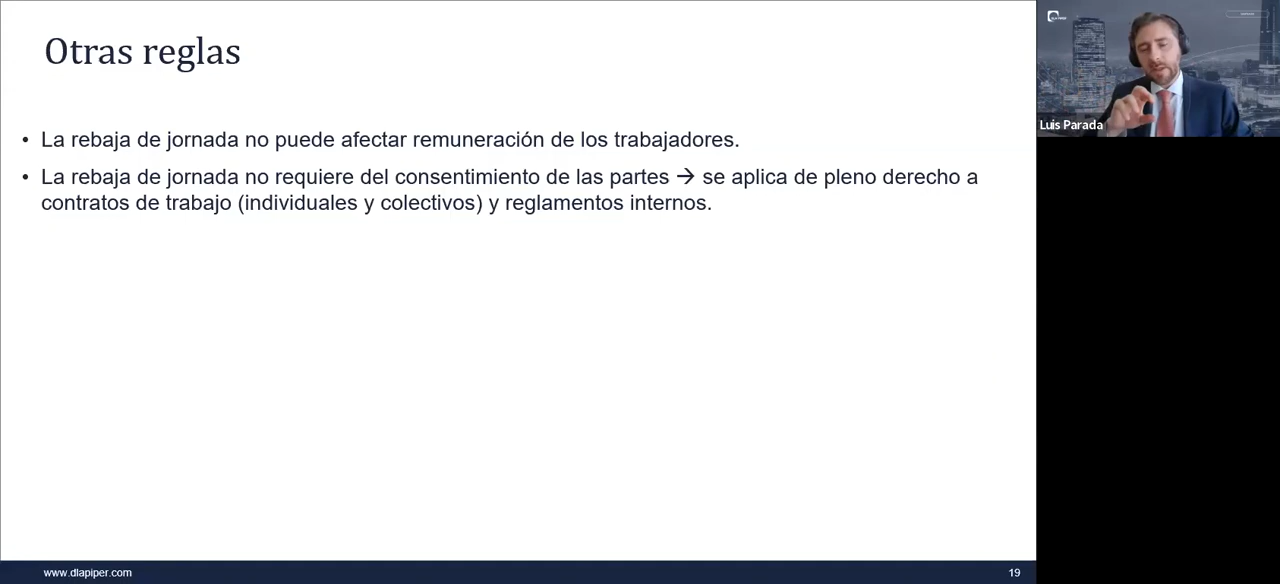 Otras reglas
• La rebaja de jornada no puede afectar remuneración de los trabajadores.
• La rebaja de jornada no requiere del consentimiento de las partes → se aplica de pleno derecho a
contratos de trabajo (individuales y colectivos) y reglamentos internos.
Luis Parada
www.dlapiper.com
19